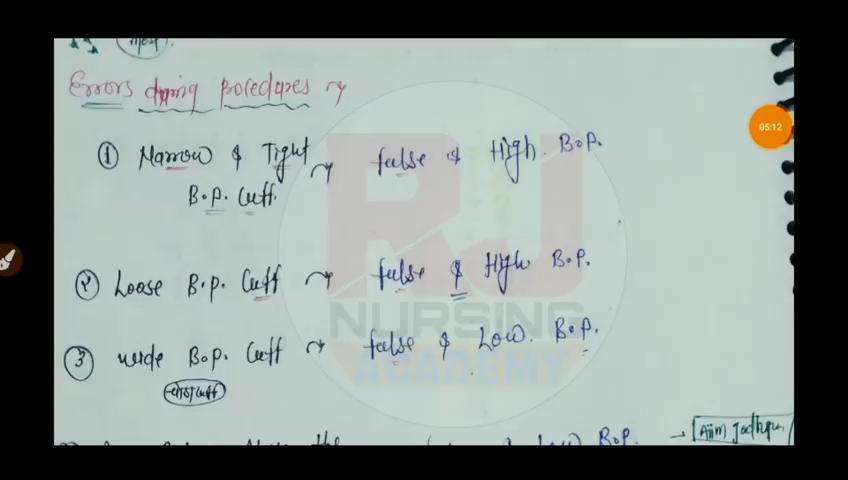 Errors during procedures
05:12
① Narrow & Tight → false & High B.P.
B.P. Cuff.
② Loose B.P. Cuff → false & High B.P.
③ wide B.P. Cuff → false & Low B.P.
RJ
NURSING
ACADEMY
the
B.P. → Aiim Jodhpur